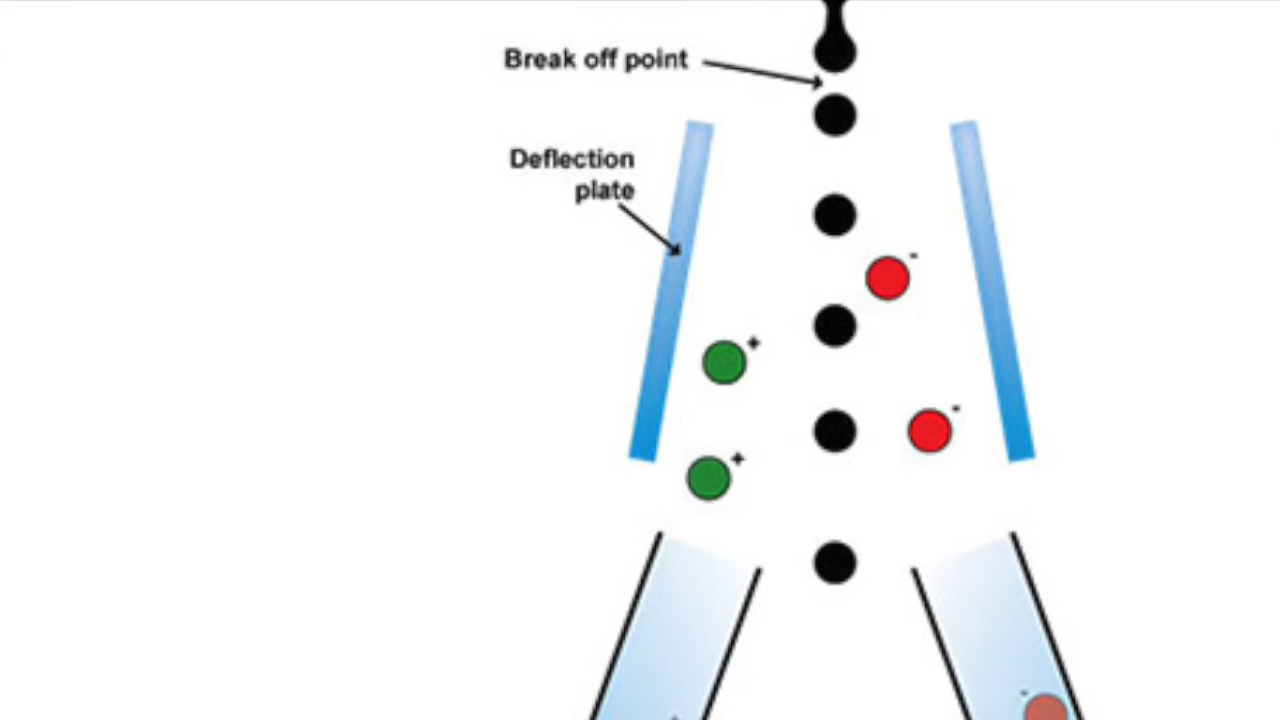 Break off point
Deflection
plate
-
+
-
+
-